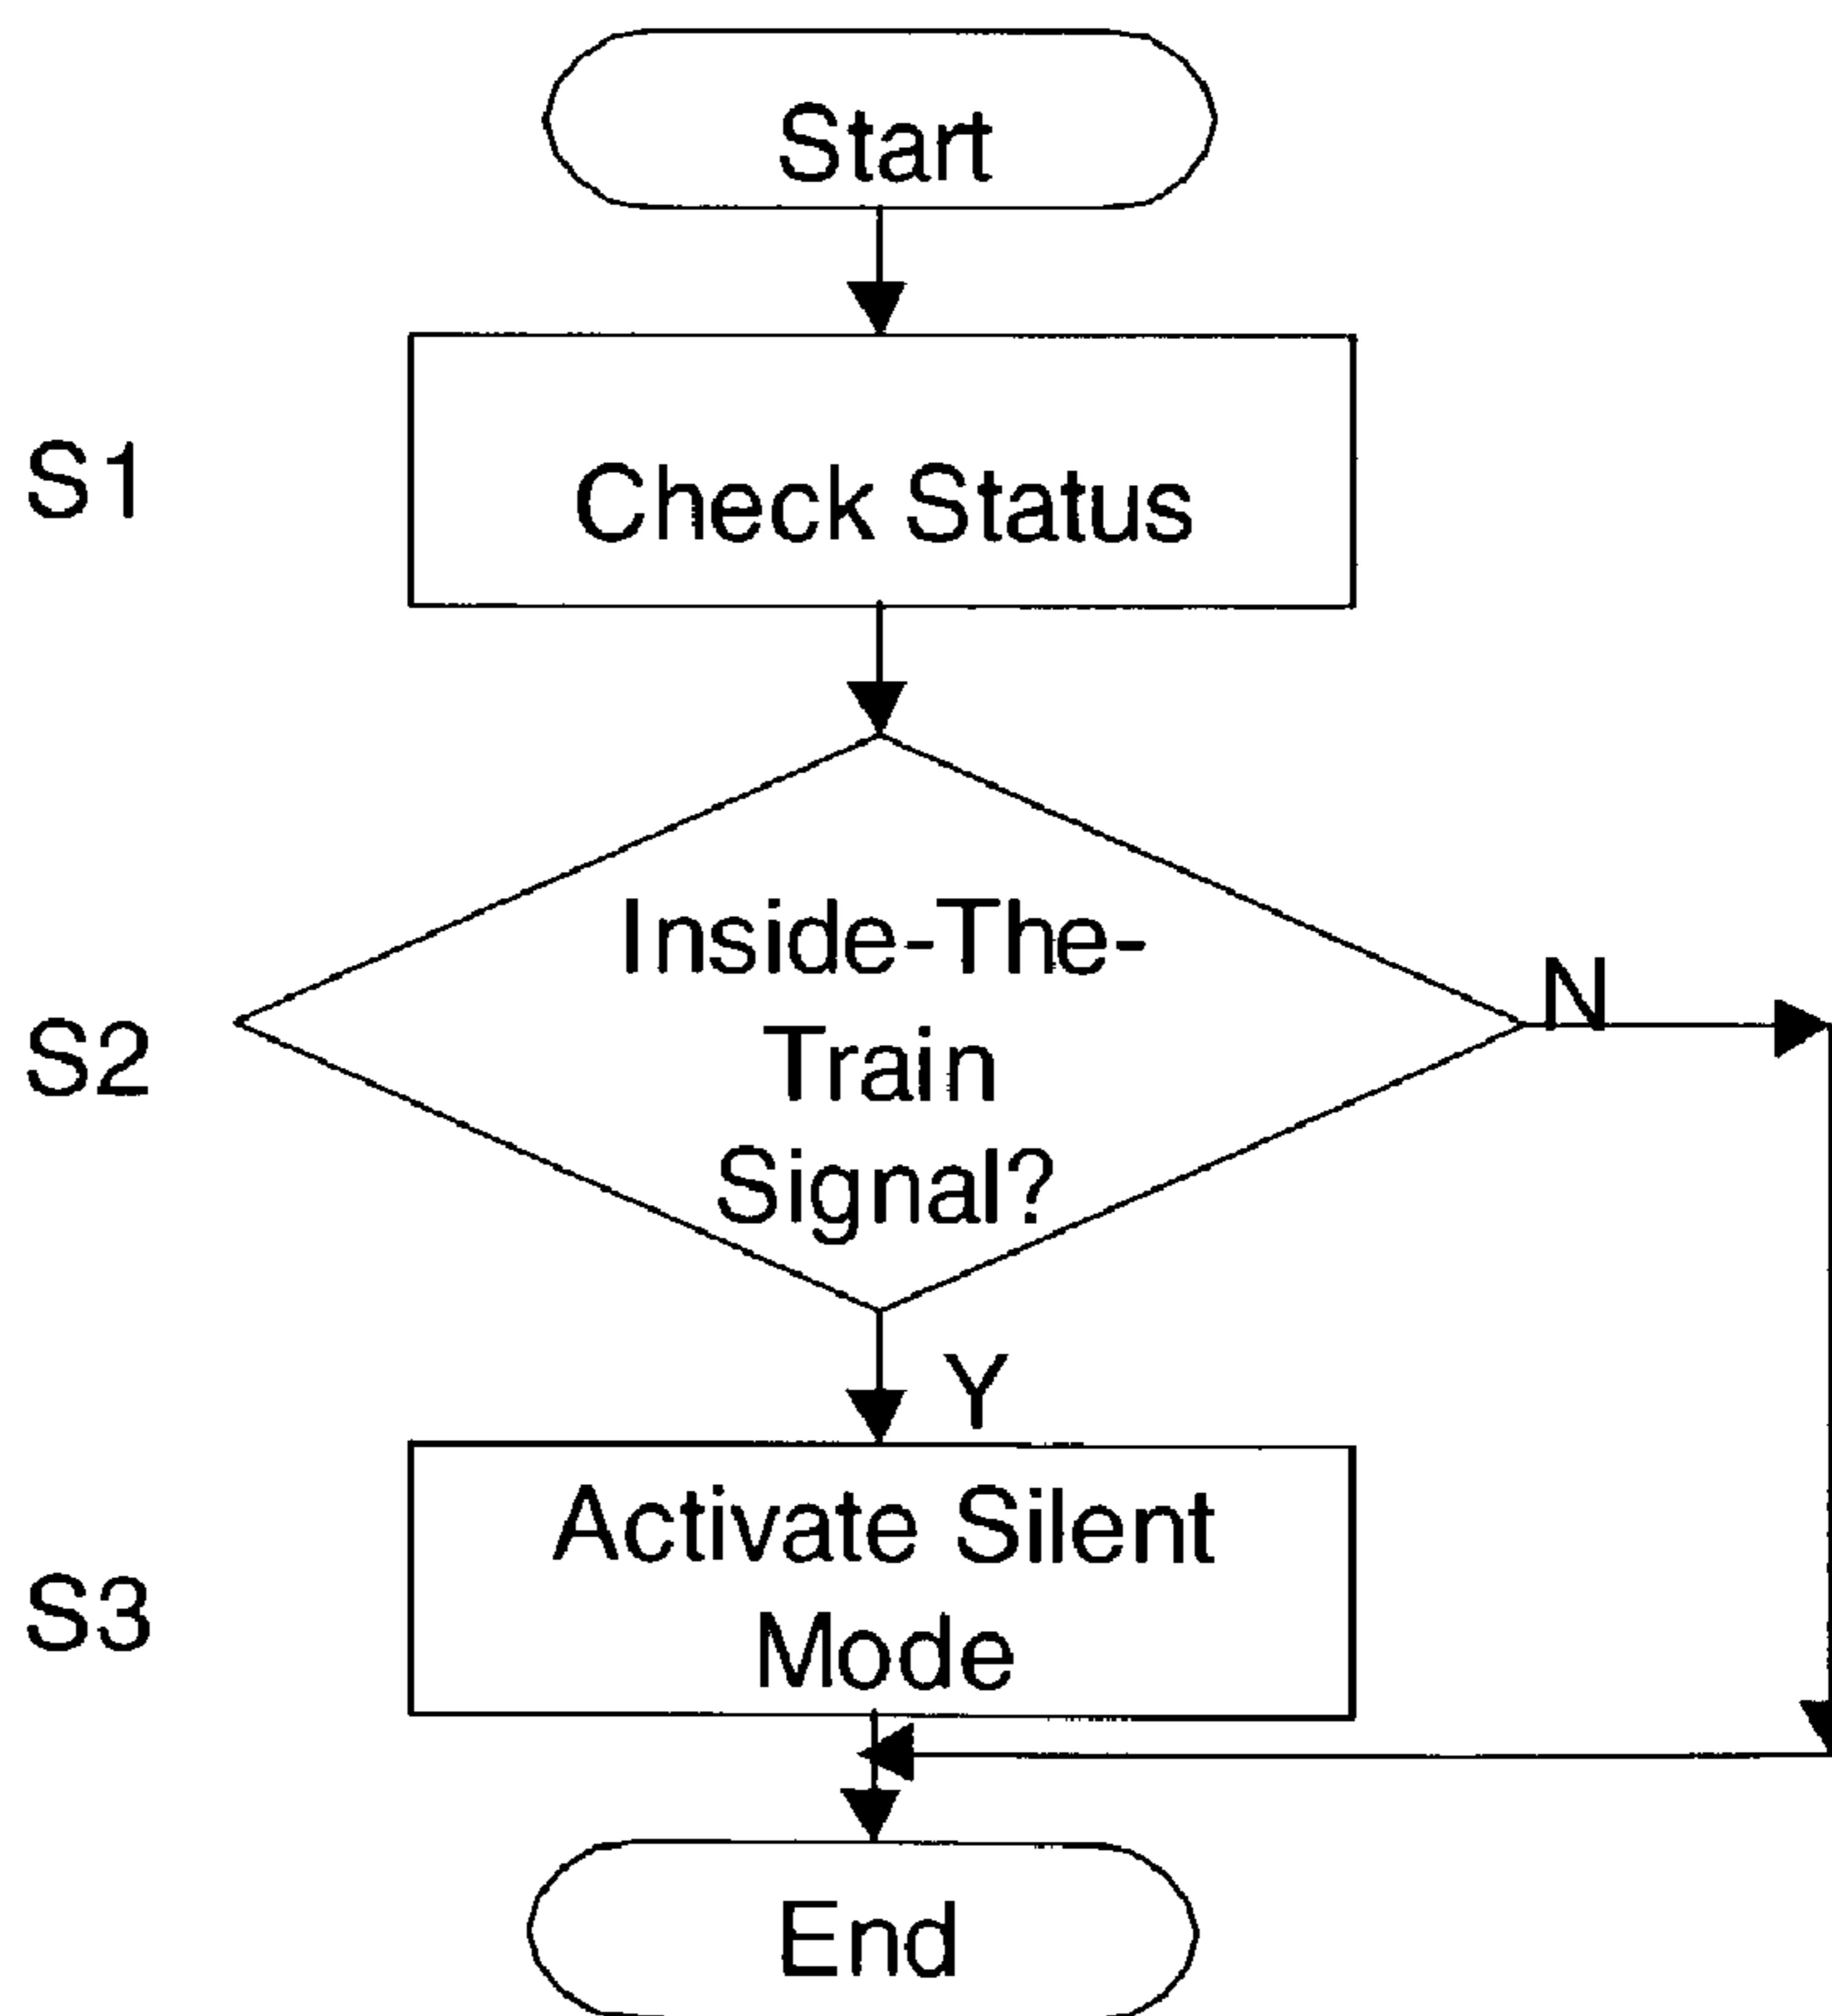 Start
S1
Check Status
Inside-The-
N
S2
Train
Signal?
Y
Activate Silent
S3
Mode
End